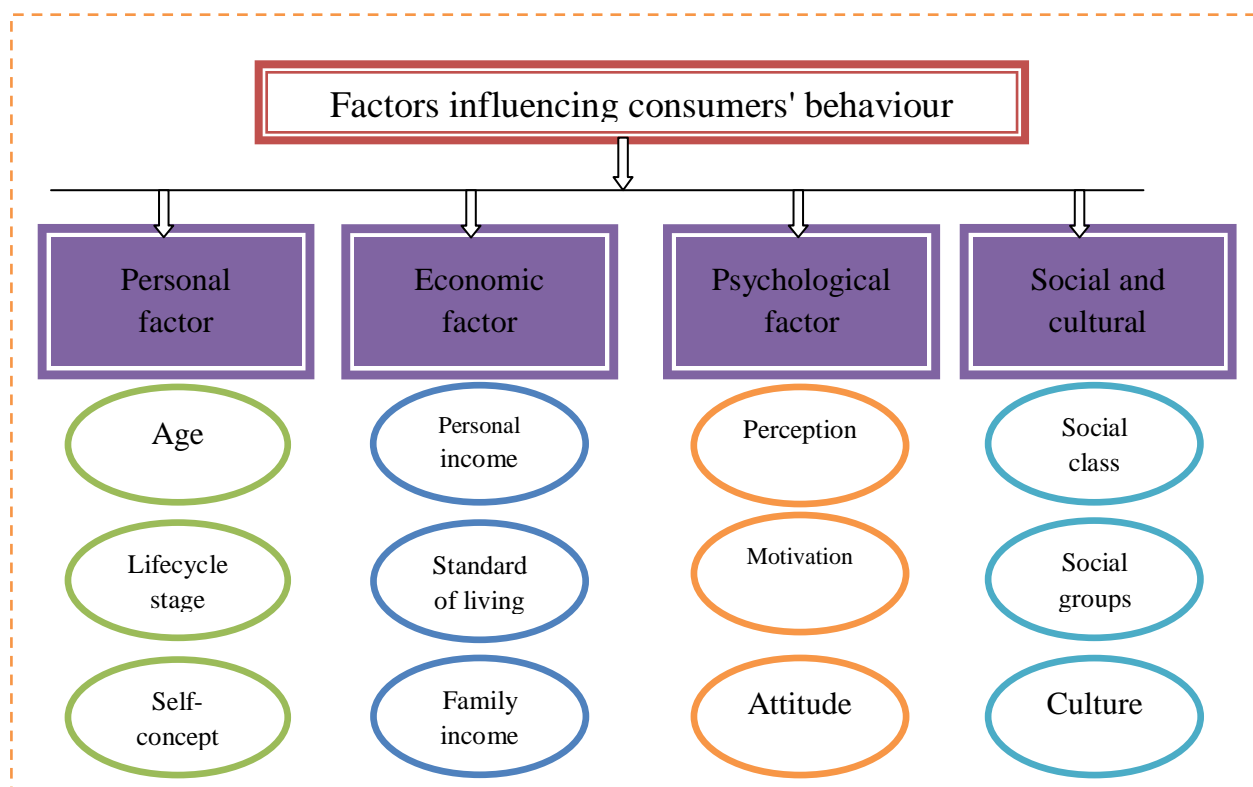 Factors influencing consumers' behaviour
Personal
factor
Economic
factor
Psychological
factor
Social and
cultural
Age
Personal
income
Perception
Social
class
Lifecycle
stage
Standard
of living
Motivation
Social
groups
Self-
concept
Family
income
Attitude
Culture